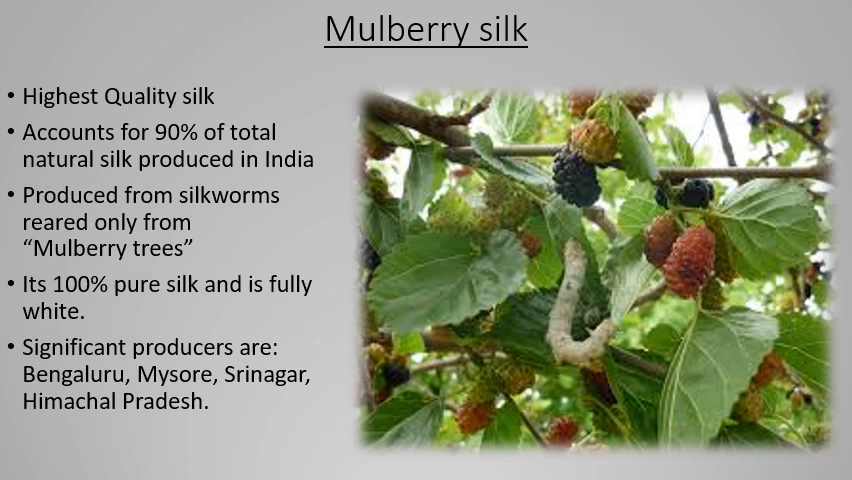 Mulberry silk
• Highest Quality silk
• Accounts for 90% of total
natural silk produced in India
• Produced from silkworms
reared only from
“Mulberry trees”
• Its 100% pure silk and is fully
white.
• Significant producers are:
Bengaluru, Mysore, Srinagar,
Himachal Pradesh.